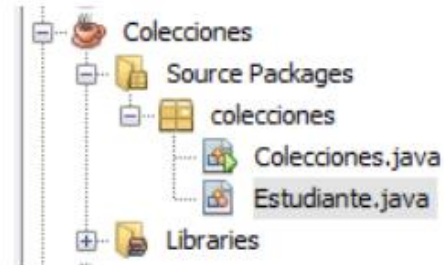 Colecciones
Source Packages
colecciones
Colecciones.java
Estudiante.java
Libraries